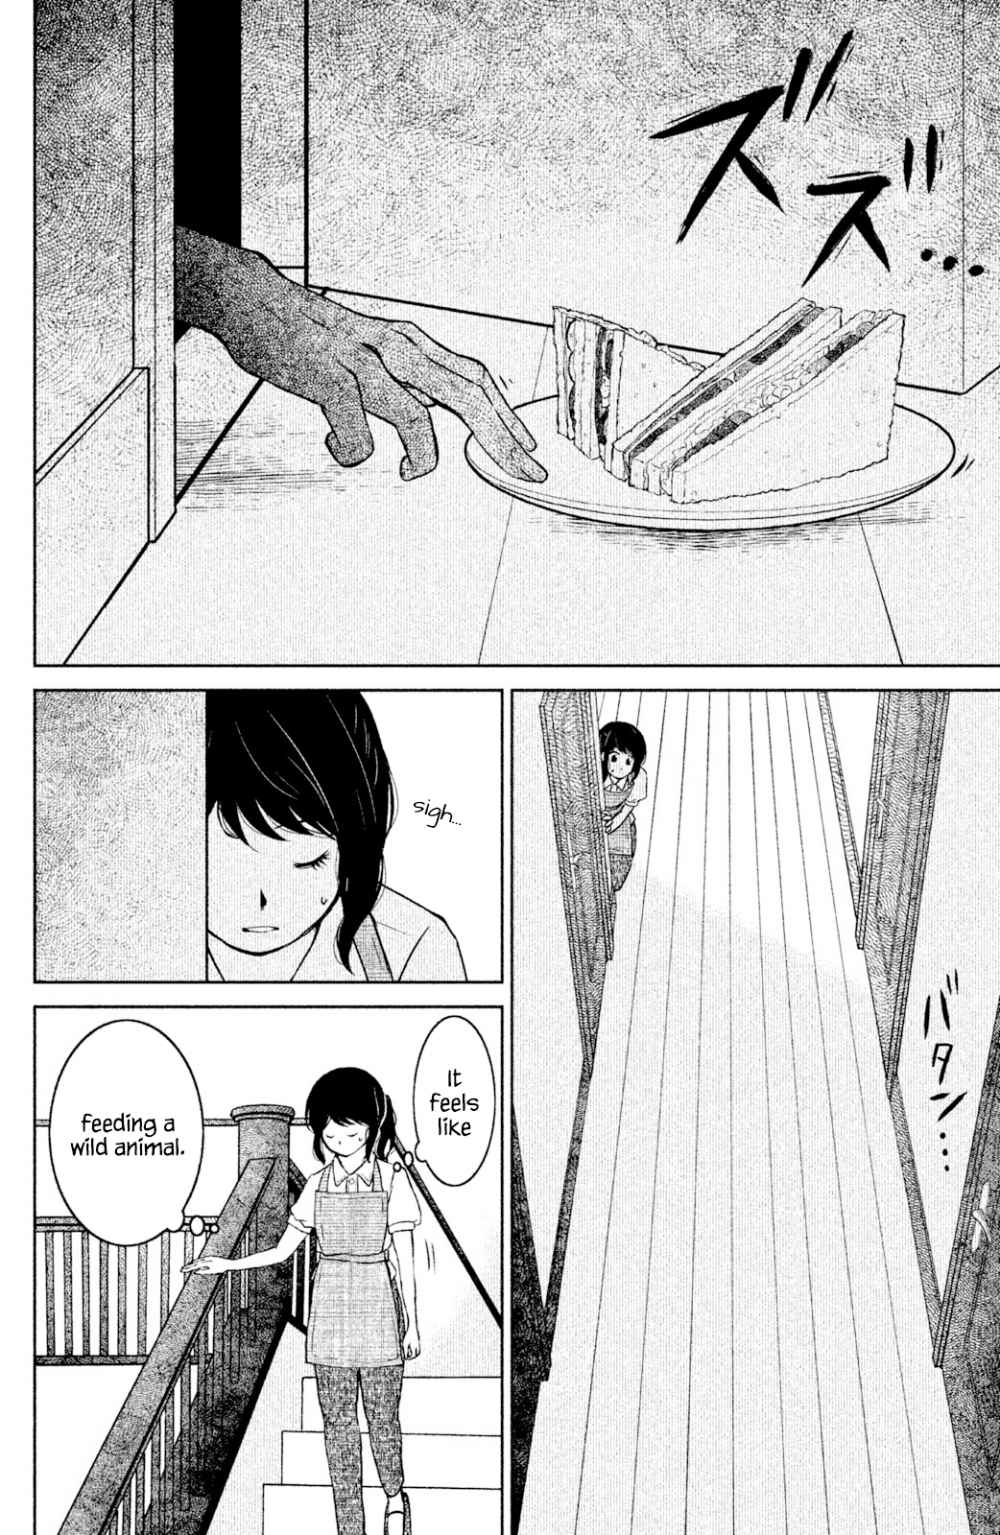 ズズ…
バタン…
sigh...
It
feels
like
feeding a
wild animal.